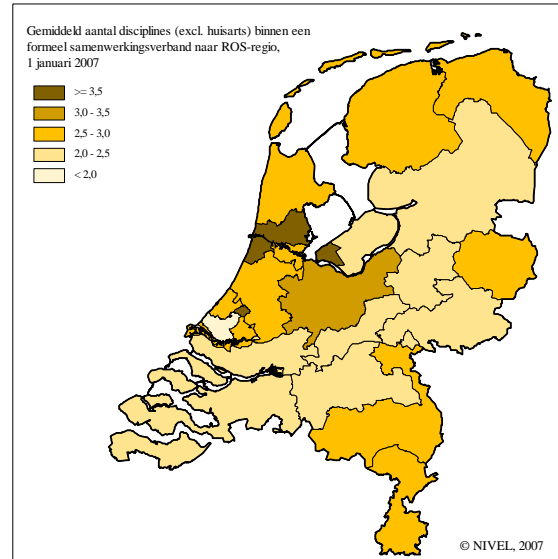 Gemiddeld aantal disciplines (excl. huisarts) binnen een
formeel samenwerkingsverband naar ROS-regio,
1 januari 2007
>= 3,5
3,0 - 3,5
2,5 - 3,0
2,0 - 2,5
< 2,0
© NIVEL, 2007